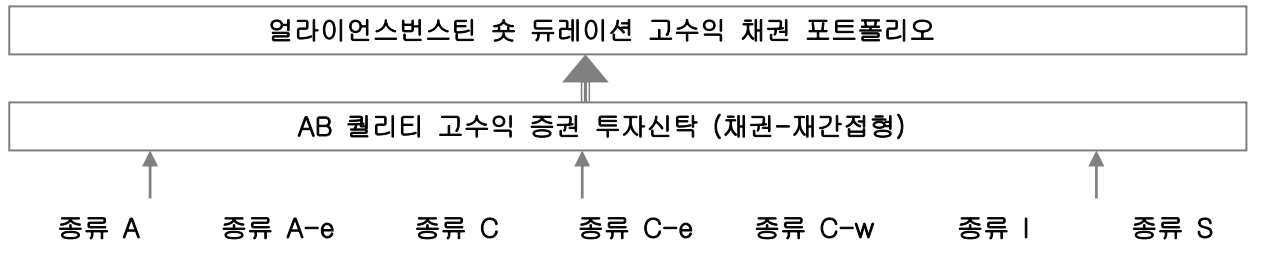 얼라이언스번스틴 숏 듀레이션 고수익 채권 포트폴리오
AB 퀄리티 고수익 증권 투자신탁 (채권-재간접형)
종류 A 종류 A-e 종류 C 종류 C-e 종류 C-w 종류 I 종류 S